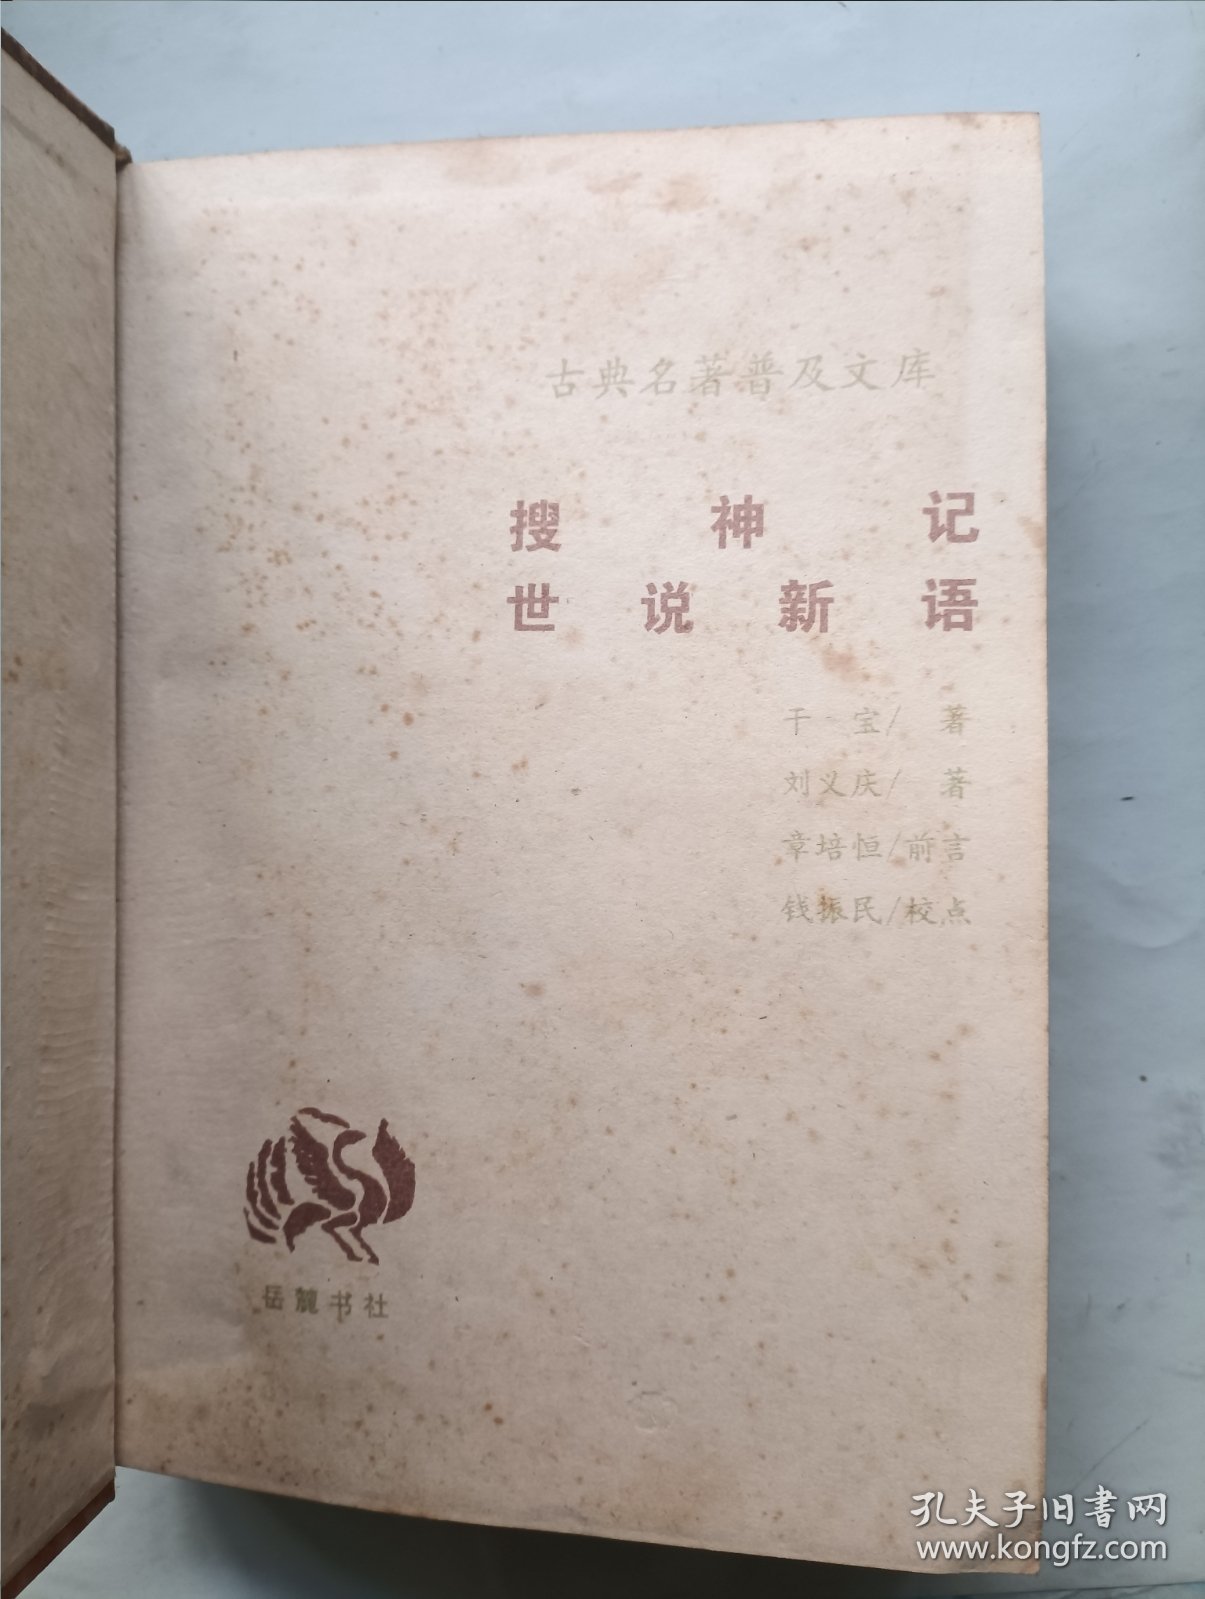 古典名著普及文库
搜神记
世说新语
干宝/著
刘义庆/著
章培恒/前言
钱振民/校点
岳麓书社
孔夫子旧书网
www.kongfz.com